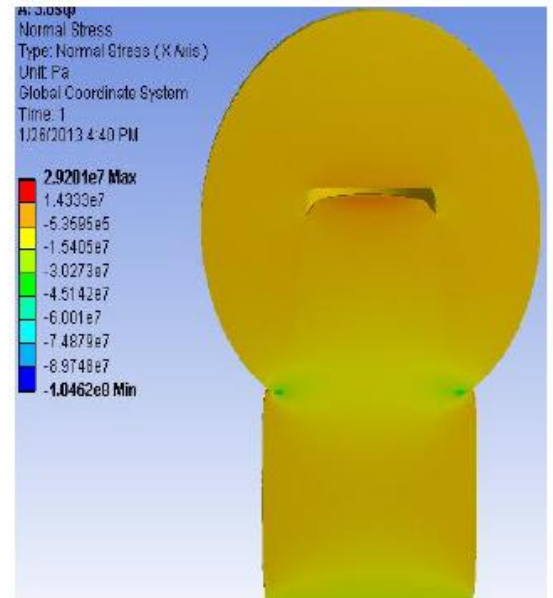 Normal Stress
Type: Normal Stress ( X Axis )
Unit: Pa
Global Coordinate System
Time: 1
1/26/2013 4:40 PM
2.9201e7 Max
1.4333e7
-5.3595e5
-1.5405e7
-3.0273e7
-4.5142e7
-6.001e7
-7.4879e7
-8.9748e7
-1.0462e8 Min